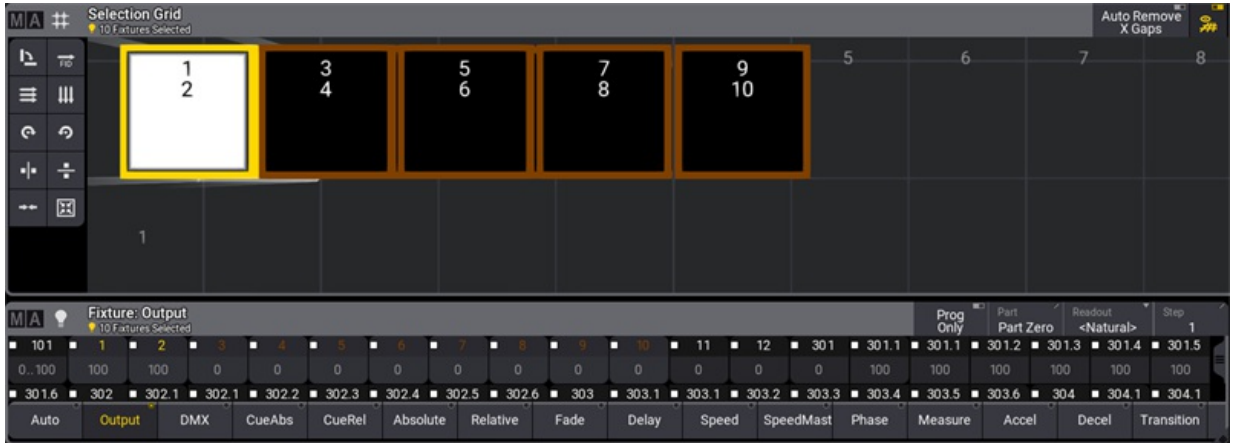 MA Selection Grid
10 Fixtures Selected
Auto Remove
X Gaps
FID
1 3 5 7 9
2 4 6 8 10
5 6 7 8
1
MA Fixture: Output
10 Fixtures Selected
Prog
Only
Part
Part Zero
Readout
<Natural>
Step
1
101 1 2 3 4 5 6 7 8 9 10 11 12 301 301.1 301.1 301.2 301.3 301.4 301.5
0..100 100 100 0 0 0 0 0 0 0 0 0 0 0 100 100 100 100 100 100
301.6 302 302.1 302.1 302.2 302.3 302.4 302.5 302.6 303 303.1 303.1 303.2 303.3 303.4 303.5 303.6 304 304.1 304.1
Auto Output DMX CueAbs CueRel Absolute Relative Fade Delay Speed SpeedMast Phase Measure Accel Decel Transition